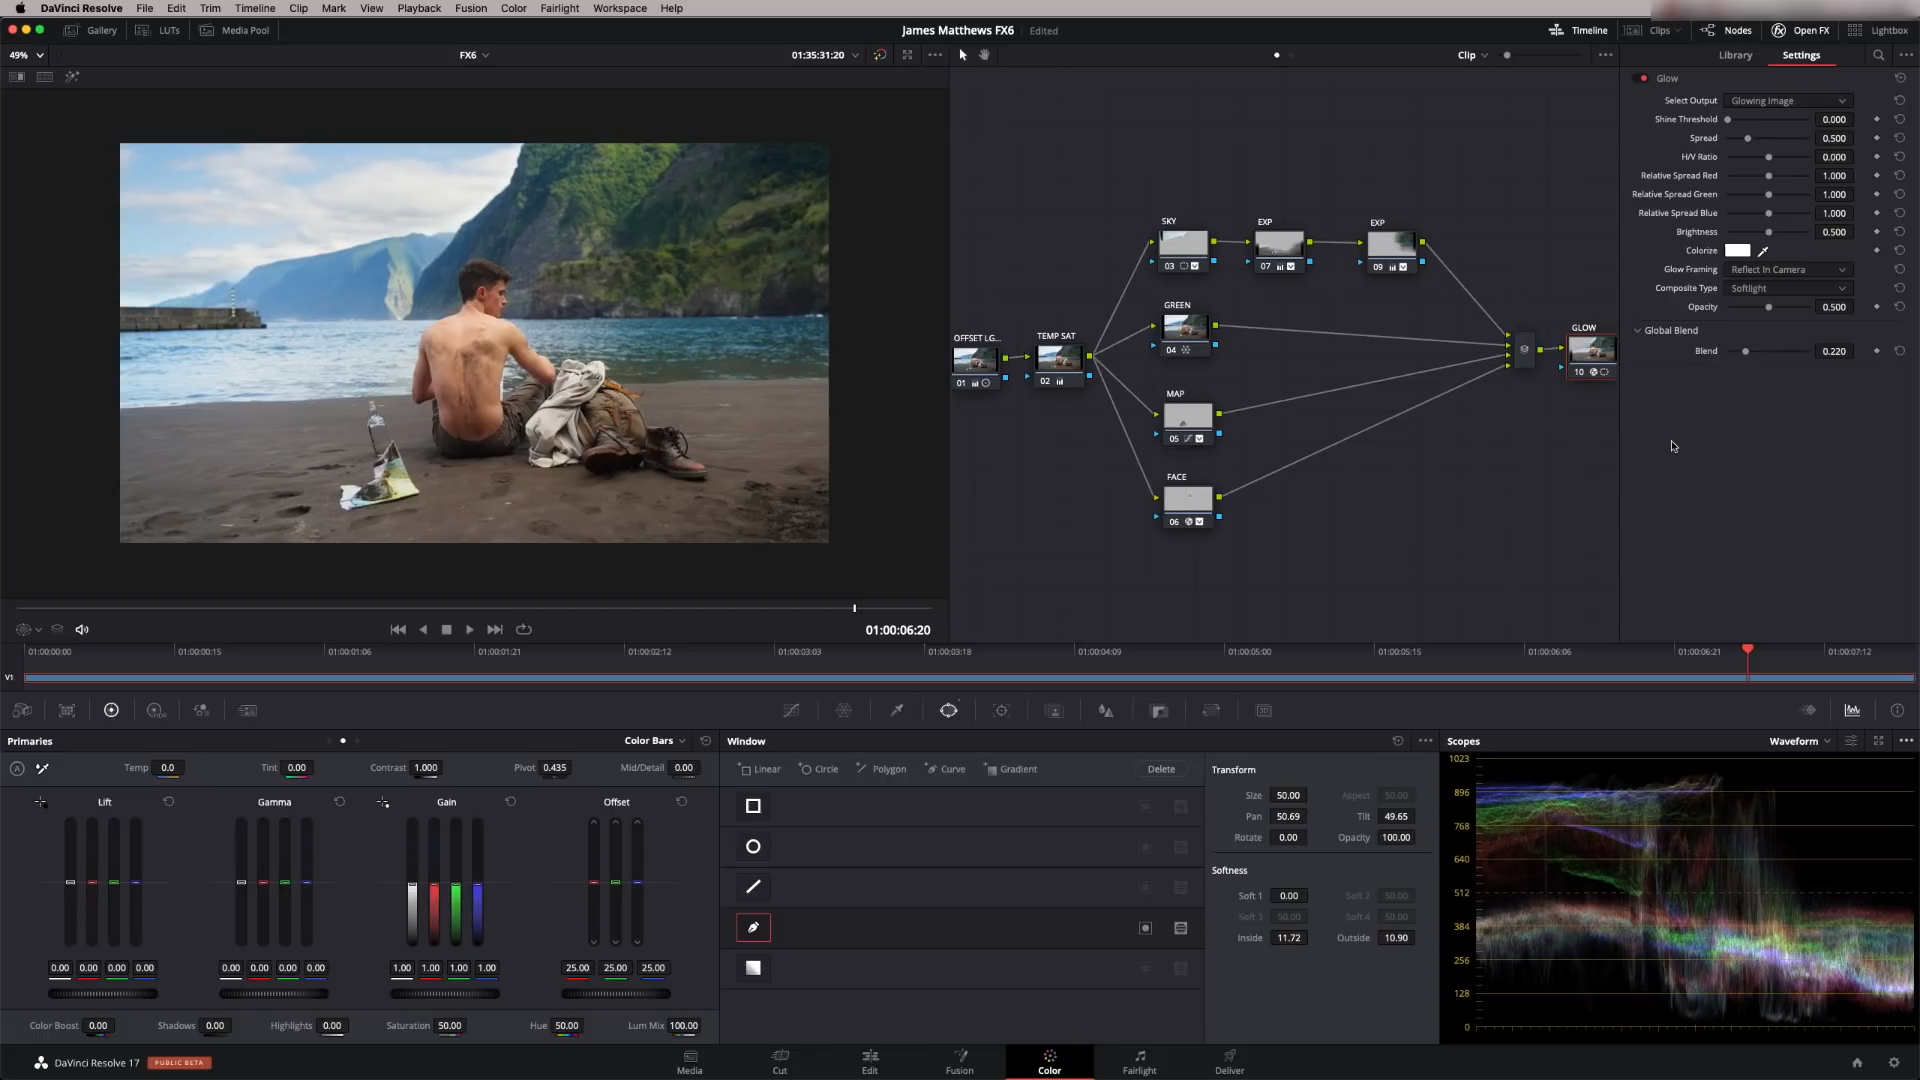 DaVinci Resolve File Edit Trim Timeline Clip Mark View Playback Fusion Color Fairlight Workspace Help
Gallery LUTs Media Pool James Matthews FX6 Edited Timeline Clips Nodes fx Open FX Lightbox
49% FX6 01:35:31:20 Clip Library Settings
Glow
Select Output Glowing Image
Shine Threshold 0.000
Spread 0.500
H/V Ratio 0.000
Relative Spread Red 1.000
Relative Spread Green 1.000
Relative Spread Blue 1.000
Brightness 0.500
Colorize
Glow Framing Reflect In Camera
Composite Type Softlight
Opacity 0.500
Global Blend
Blend 0.220
SKY EXP EXP
03 07 09
GREEN
04
OFFSET LG... TEMP SAT GLOW
01 02 10
MAP
05
FACE
06
01:00:06:20
01:00:00:00 01:00:00:15 01:00:01:06 01:00:01:21 01:00:02:12 01:00:03:03 01:00:03:18 01:00:04:09 01:00:05:00 01:00:05:15 01:00:06:06 01:00:06:21 01:00:07:12
V1
HDR
3D
Primaries Color Bars
A Temp 0.0 Tint 0.00 Contrast 1.000 Pivot 0.435 Mid/Detail 0.00
Lift Gamma Gain Offset
0.00 0.00 0.00 0.00 0.00 0.00 0.00 0.00 1.00 1.00 1.00 1.00 25.00 25.00 25.00
Color Boost 0.00 Shadows 0.00 Highlights 0.00 Saturation 50.00 Hue 50.00 Lum Mix 100.00
Window
Linear Circle Polygon Curve Gradient Delete
Transform
Size 50.00 Aspect 50.00
Pan 50.69 Tilt 49.65
Rotate 0.00 Opacity 100.00
Softness
Soft 1 0.00 Soft 2 50.00
Soft 3 50.00 Soft 4 50.00
Inside 11.72 Outside 10.90
Scopes Waveform
1023
896
768
640
512
384
256
128
0
DaVinci Resolve 17 PUBLIC BETA
Media Cut Edit Fusion Color Fairlight Deliver